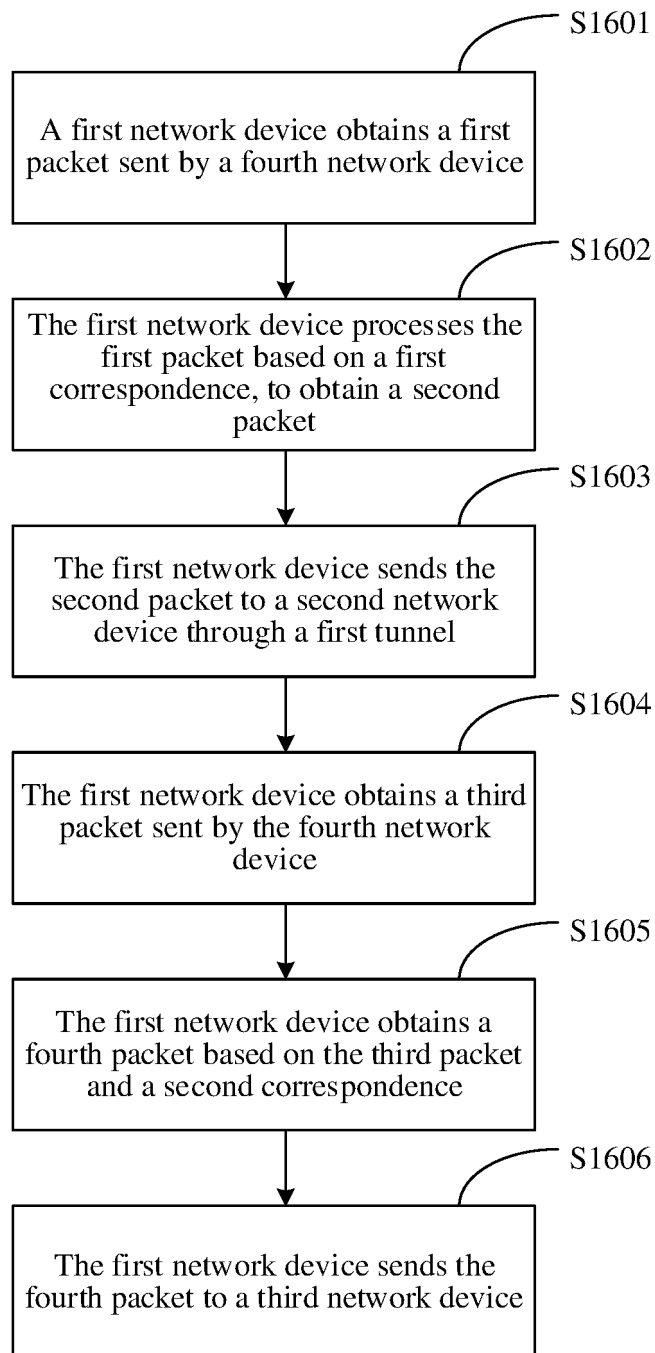 S1601
A first network device obtains a first
packet sent by a fourth network device
S1602
The first network device processes the
first packet based on a first
correspondence, to obtain a second
packet
S1603
The first network device sends the
second packet to a second network
device through a first tunnel
S1604
The first network device obtains a third
packet sent by the fourth network
device
S1605
The first network device obtains a
fourth packet based on the third packet
and a second correspondence
S1606
The first network device sends the
fourth packet to a third network device